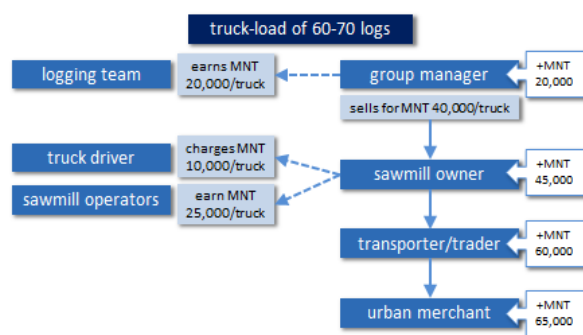 truck-load of 60-70 logs
logging team
earns MNT
20,000/truck
group manager
+MNT
20,000
sells for MNT 40,000/truck
truck driver
charges MNT
10,000/truck
sawmill owner
+MNT
45,000
sawmill operators
earn MNT
25,000/truck
transporter/trader
+MNT
60,000
urban merchant
+MNT
65,000